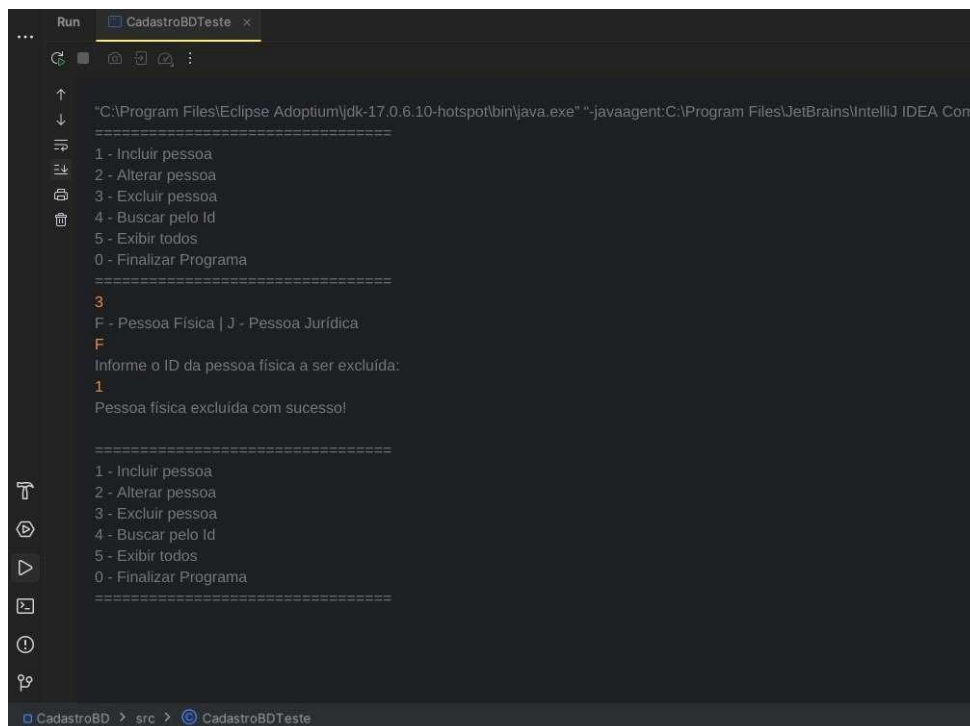 Run CadastroBDTeste
"C:\Program Files\Eclipse Adoptium\jdk-17.0.6.10-hotspot\bin\java.exe" "-javaagent:C:\Program Files\JetBrains\IntelliJ IDEA Com
=================================
1 - Incluir pessoa
2 - Alterar pessoa
3 - Excluir pessoa
4 - Buscar pelo Id
5 - Exibir todos
0 - Finalizar Programa
=================================
3
F - Pessoa Física | J - Pessoa Jurídica
F
Informe o ID da pessoa física a ser excluída:
1
Pessoa física excluída com sucesso!
=================================
1 - Incluir pessoa
2 - Alterar pessoa
3 - Excluir pessoa
4 - Buscar pelo Id
5 - Exibir todos
0 - Finalizar Programa
=================================
CadastroBD > src > CadastroBDTeste